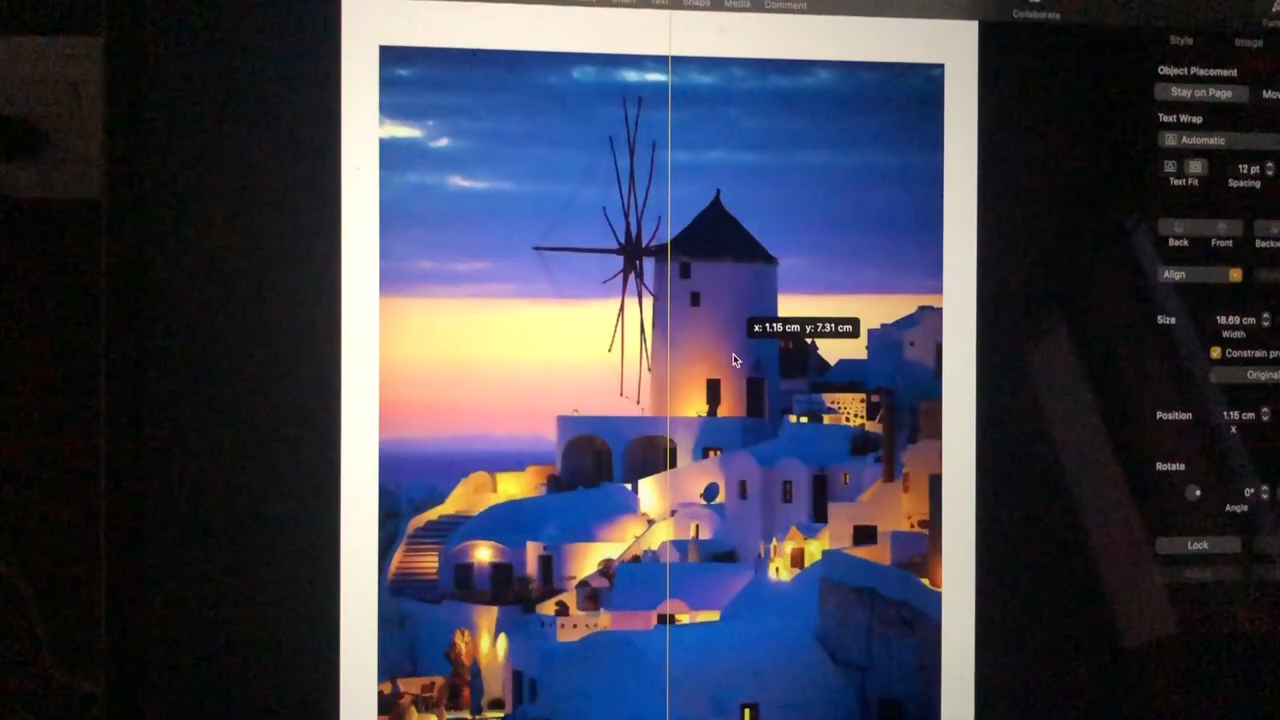 Text Shape Media Comment
Collaborate
Style Image
Object Placement
Stay on Page
Text Wrap
Automatic
12 pt
Text Fit Spacing
Back Front
Align
Size 18.69 cm
Width
Constrain
Position 1.15 cm
X
Rotate
0°
Angle
Lock
x: 1.15 cm y: 7.31 cm